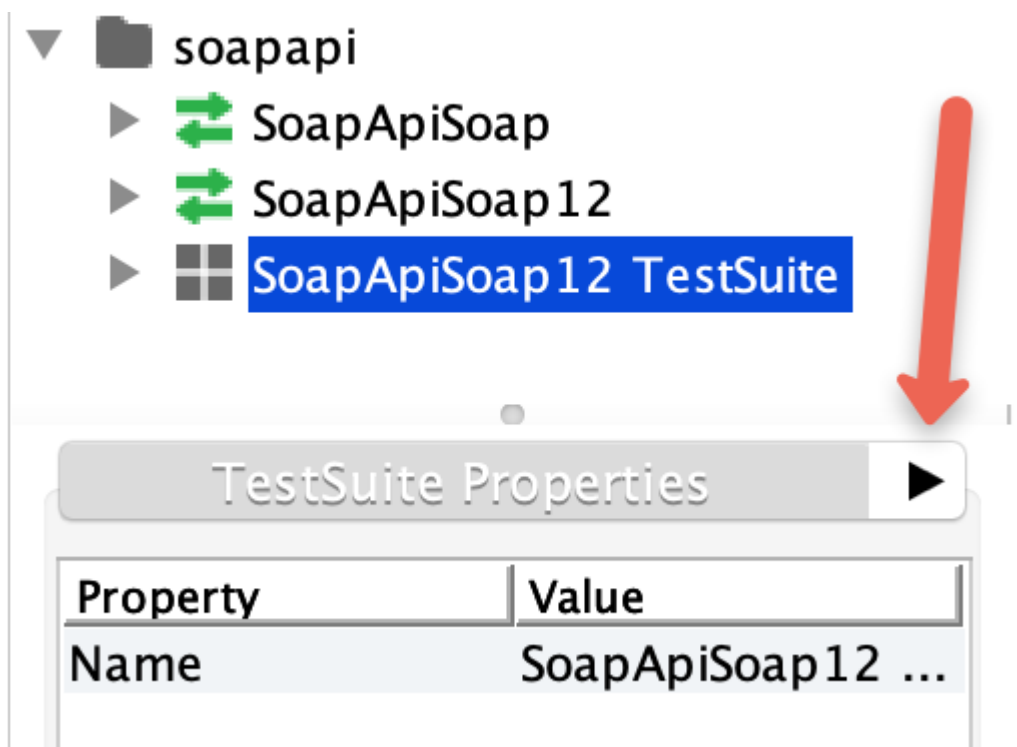 soapapi
SoapApiSoap
SoapApiSoap12
SoapApiSoap12 TestSuite
TestSuite Properties
Property Value
Name SoapApiSoap12 ...